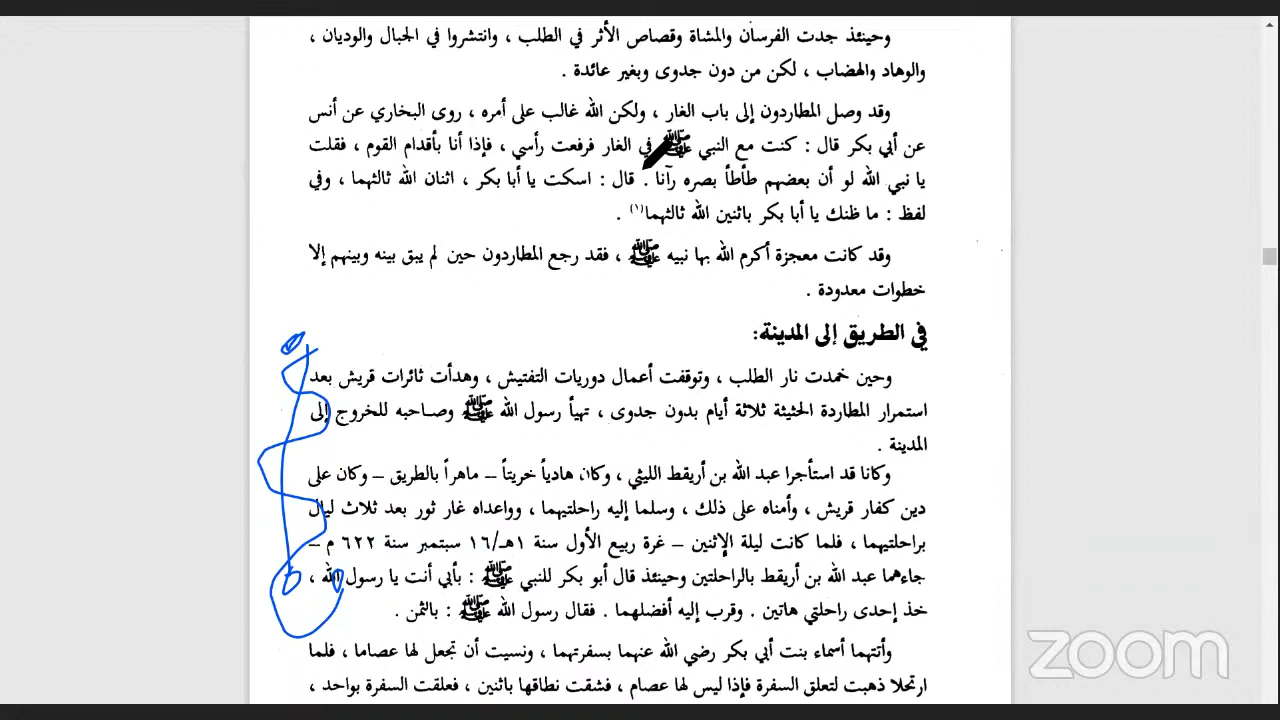 وحينئذ جدت الفرسان والمشاة وقصاص الأثر في الطلب ، وانتشروا في الجبال والوديان ،
والوهاد والهضاب ، لكن من دون جدوى وبغير عائدة .
وقد وصل المطاردون إلى باب الغار ، ولكن الله غالب على أمره ، روى البخاري عن أنس
عن أبي بكر قال : كنت مع النبي ﷺ في الغار فرفعت رأسي ، فإذا أنا بأقدام القوم ، فقلت
يا نبي الله لو أن بعضهم طأطأ بصره رآنا . قال : اسكت يا أبا بكر ، اثنان الله ثالثهما ، وفي
لفظ : ما ظنك يا أبا بكر باثنين الله ثالثهما(١) .
وقد كانت معجزة أكرم الله بها نبيه ﷺ ، فقد رجع المطاردون حين لم يبق بينه وبينهم إلا
خطوات معدودة .
في الطريق إلى المدينة:
وحين خمدت نار الطلب ، وتوقفت أعمال دوريات التفتيش ، وهدأت ثائرات قريش بعد
استمرار المطاردة الحثيثة ثلاثة أيام بدون جدوى ، تهيأ رسول الله ﷺ وصاحبه للخروج إلى
المدينة .
وكانا قد استأجرا عبد الله بن أريقط الليثي ، وكان هادياً خريتاً – ماهراً بالطريق – وكان على
دين كفار قريش ، وأمناه على ذلك ، وسلما إليه راحلتيهما ، وواعداه غار ثور بعد ثلاث ليال
براحلتيهما ، فلما كانت ليلة الإثنين – غرة ربيع الأول سنة ١هـ/١٦ سبتمبر سنة ٦٢٢ م –
جاءهما عبد الله بن أريقط بالراحلتين وحينئذ قال أبو بكر للنبي ﷺ : بأبي أنت يا رسول الله ،
خذ إحدى راحلتي هاتين . وقرب إليه أفضلهما . فقال رسول الله ﷺ : بالثمن .
وأتتهما أسماء بنت أبي بكر رضي الله عنهما بسفرتهما ، ونسيت أن تجعل لها عصاما ، فلما
ارتحلا ذهبت لتعلق السفرة فإذا ليس لها عصام ، فشقت نطاقها باثنين ، فعلقت السفرة بواحد ،
zoom